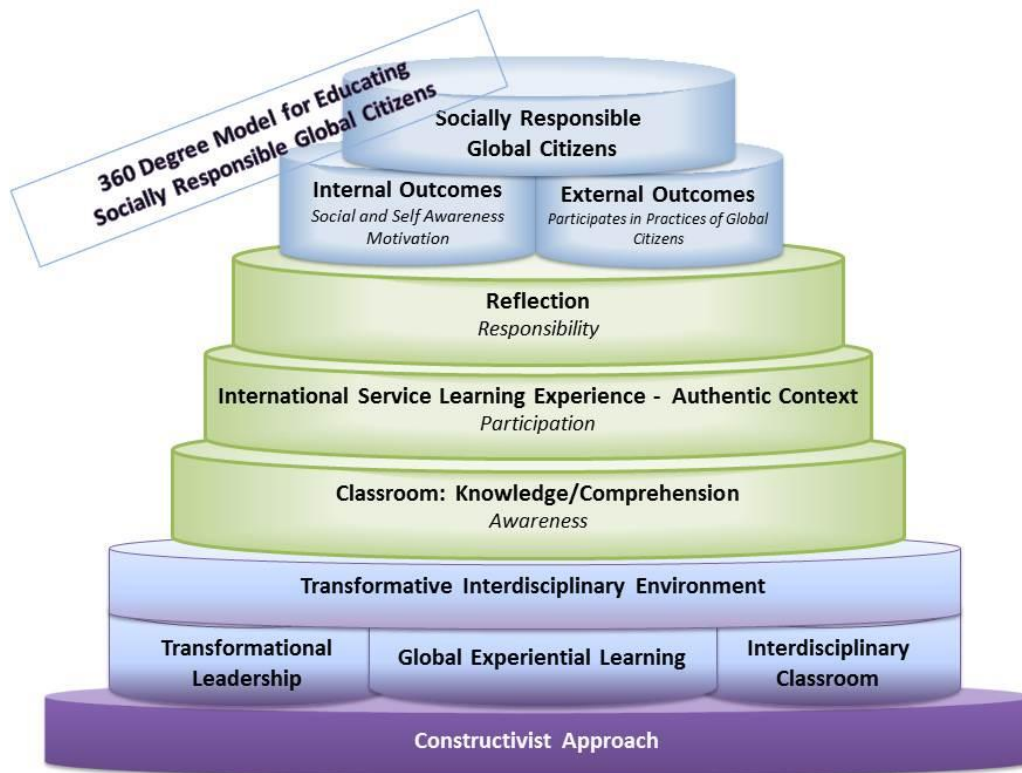 360 Degree Model for Educating
Socially Responsible Global Citizens
Socially Responsible
Global Citizens
Internal Outcomes
Social and Self Awareness
Motivation
External Outcomes
Participates in Practices of Global
Citizens
Reflection
Responsibility
International Service Learning Experience - Authentic Context
Participation
Classroom: Knowledge/Comprehension
Awareness
Transformative Interdisciplinary Environment
Transformational
Leadership
Global Experiential Learning
Interdisciplinary
Classroom
Constructivist Approach